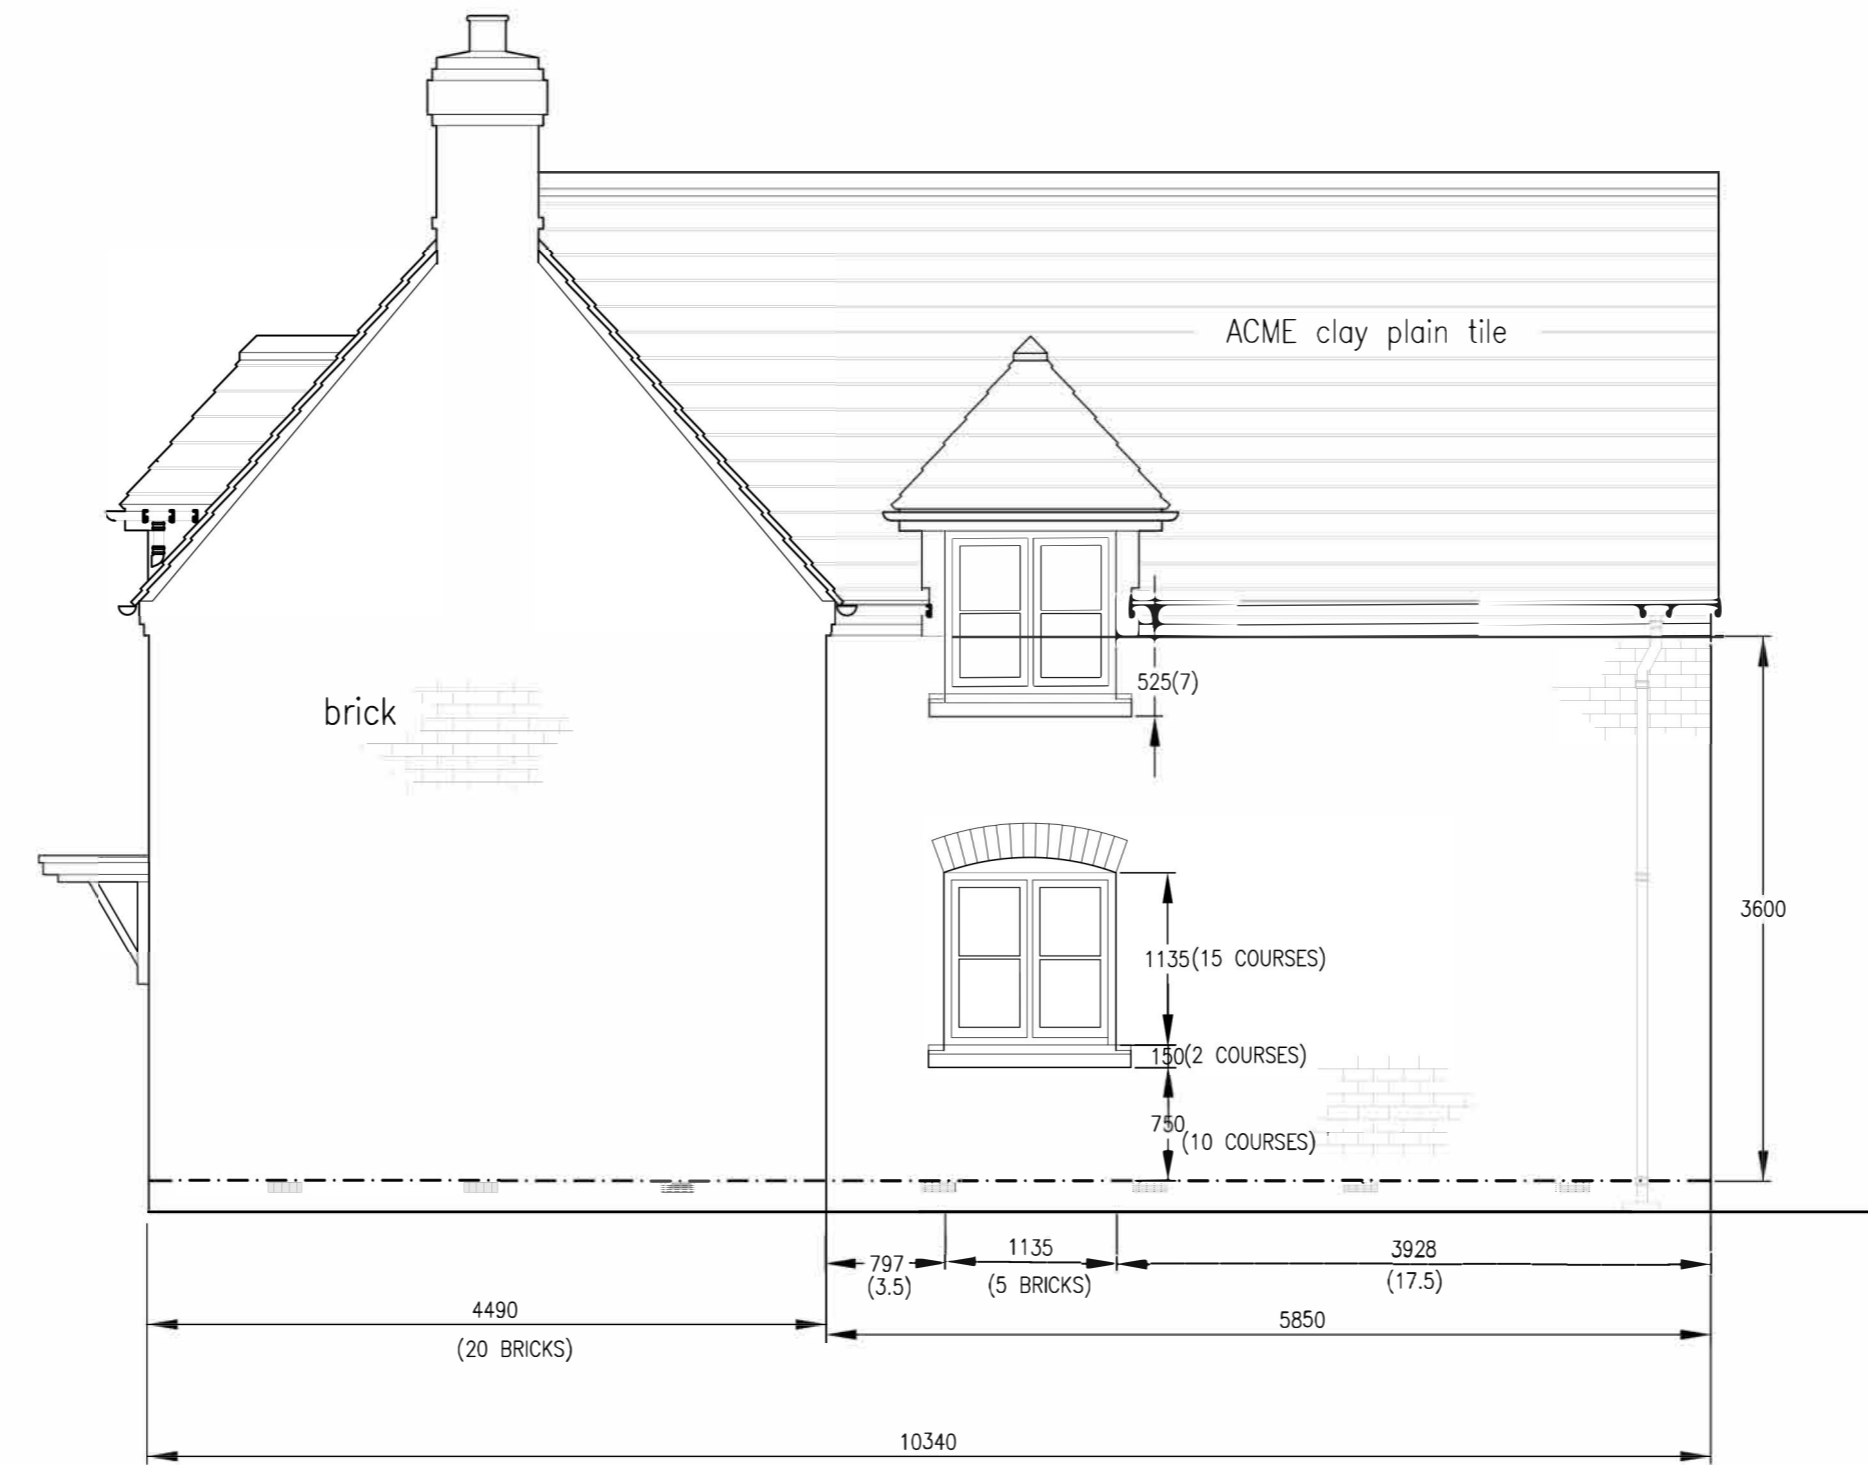 ACME clay plain tile
525(7)
brick
3600
1135(15 COURSES)
150(2 COURSES)
750
(10 COURSES)
797
(3.5)
1135
(5 BRICKS)
3928
(17.5)
4490
(20 BRICKS)
5850
10340